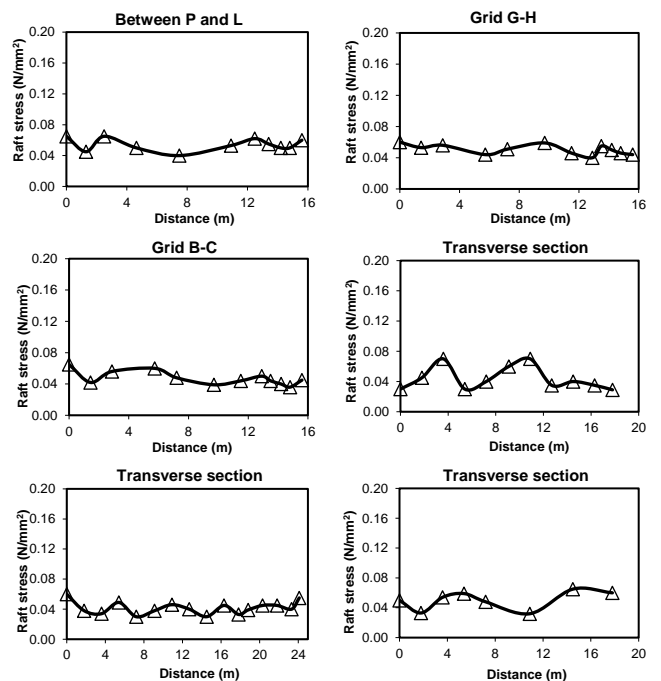 Between P and L
Raft stress (N/mm²)
0.20
0.16
0.12
0.08
0.04
0.00
0 4 8 12 16
Distance (m)
Grid G-H
Raft stress (N/mm²)
0.20
0.16
0.12
0.08
0.04
0.00
0 4 8 12 16
Distance (m)
Grid B-C
Raft stress (N/mm²)
0.20
0.16
0.12
0.08
0.04
0.00
0 4 8 12 16
Distance (m)
Transverse section
Raft stress (N/mm²)
0.20
0.16
0.12
0.08
0.04
0.00
0 4 8 12 16 20
Distance (m)
Transverse section
Raft stress (N/mm²)
0.20
0.16
0.12
0.08
0.04
0.00
0 4 8 12 16 20 24
Distance (m)
Transverse section
Raft stress (N/mm²)
0.20
0.16
0.12
0.08
0.04
0.00
0 4 8 12 16 20
Distance (m)